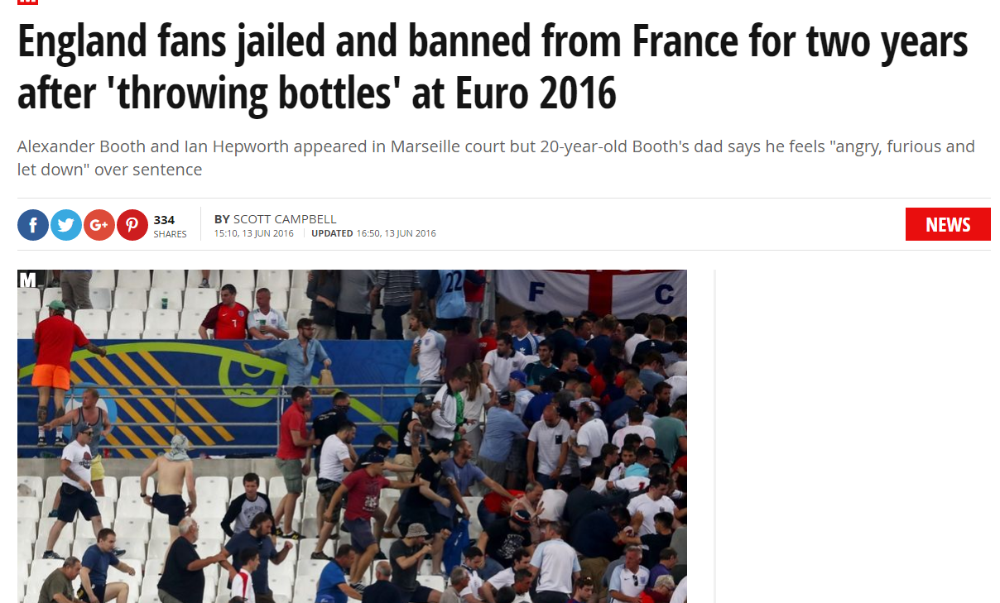 England fans jailed and banned from France for two years
after 'throwing bottles' at Euro 2016
Alexander Booth and Ian Hepworth appeared in Marseille court but 20-year-old Booth's dad says he feels "angry, furious and
let down" over sentence
334
SHARES
BY SCOTT CAMPBELL
15:10, 13 JUN 2016 UPDATED 16:50, 13 JUN 2016
NEWS
M
22
F C
7